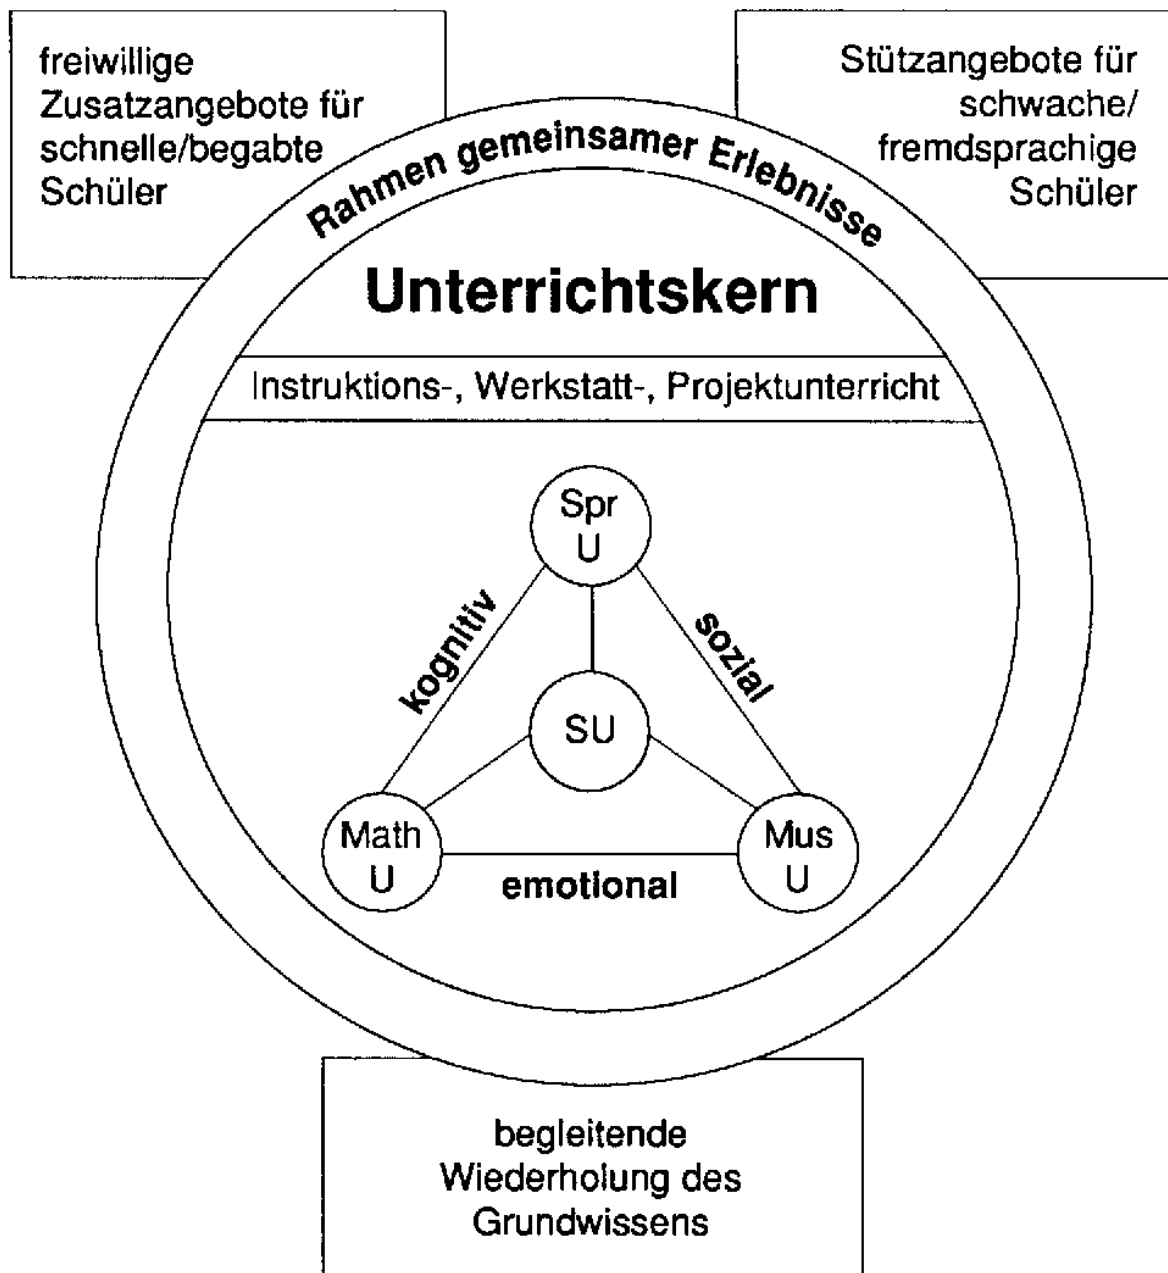 freiwillige
Zusatzangebote für
schnelle/begabte
Schüler
Stützangebote für
schwache/
fremdsprachige
Schüler
Rahmen gemeinsamer Erlebnisse
Unterrichtskern
Instruktions-, Werkstatt-, Projektunterricht
Spr
U
kognitiv
sozial
SU
Math
U
Mus
U
emotional
begleitende
Wiederholung des
Grundwissens